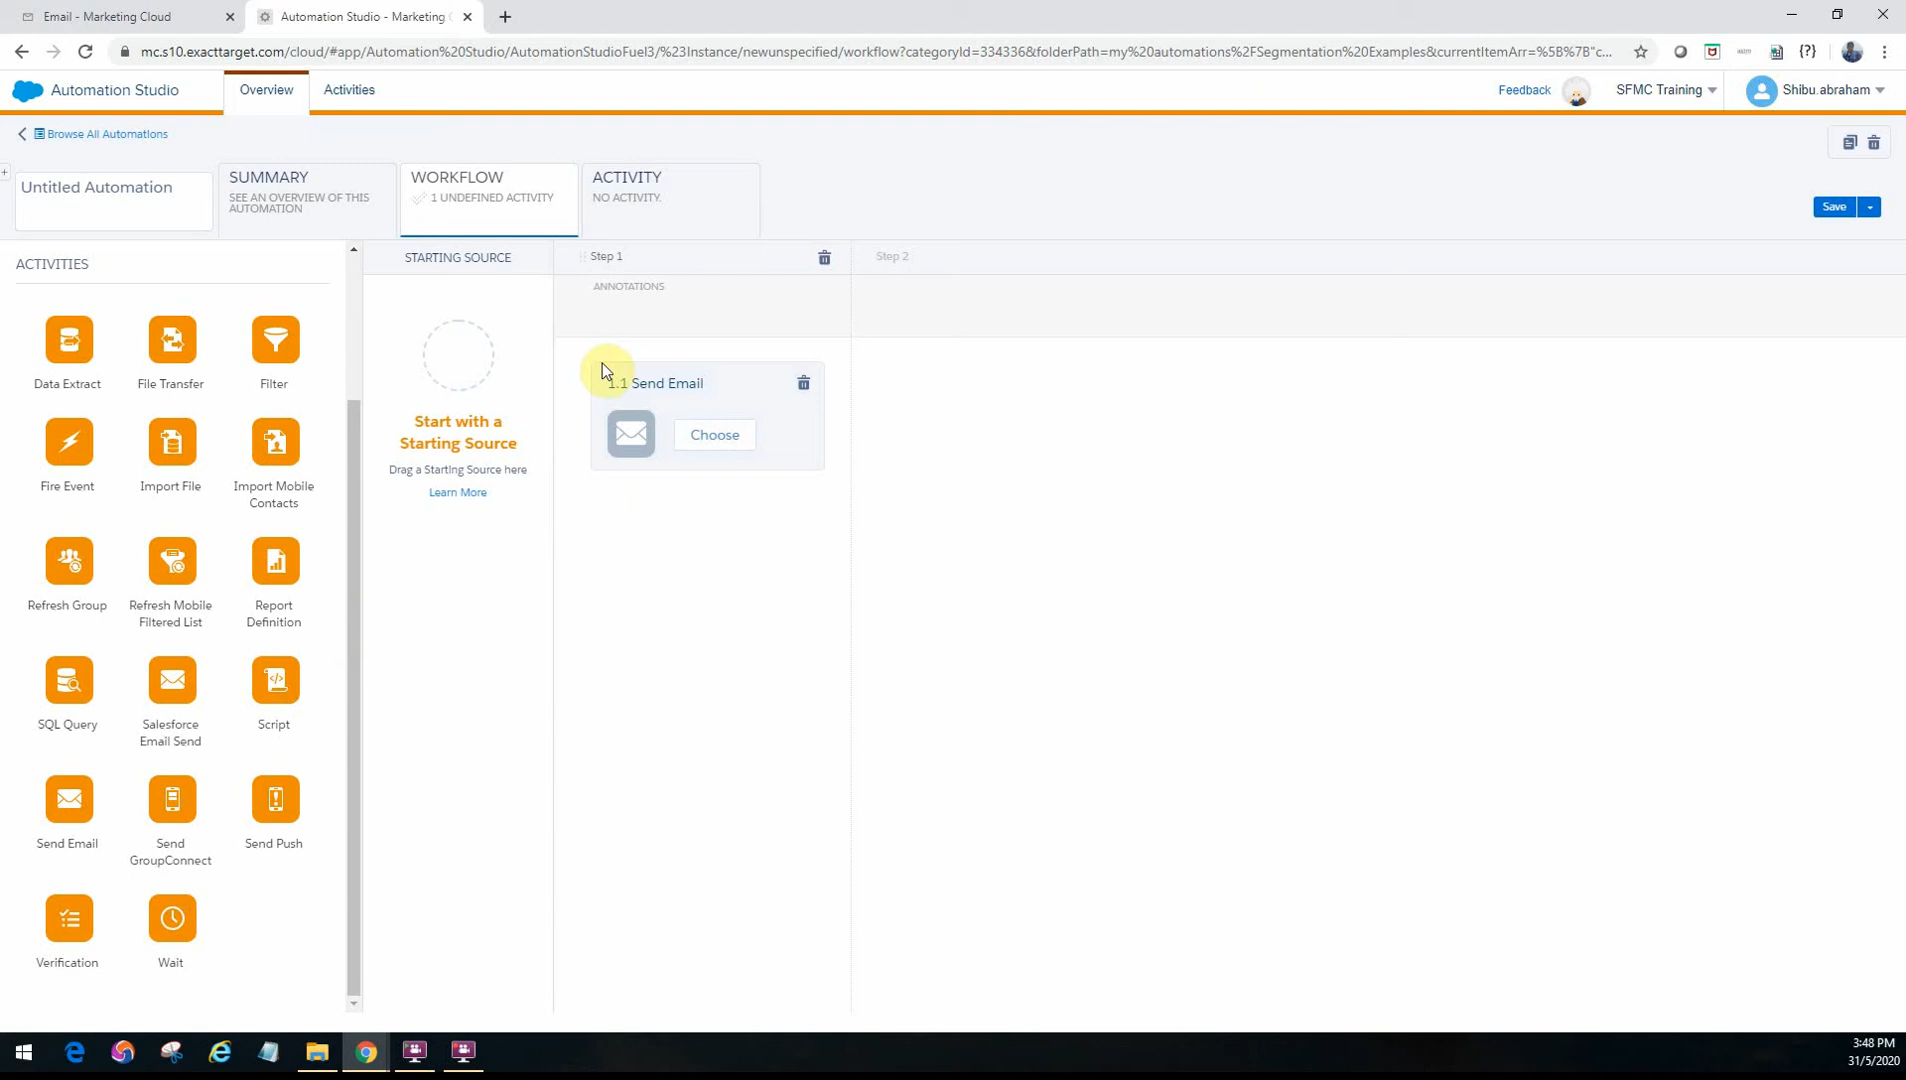 Email - Marketing Cloud
Automation Studio - Marketing
mc.s10.exacttarget.com/cloud/#app/Automation%20Studio/AutomationStudioFuel3/%23Instance/newunspecified/workflow?categoryId=334336&folderPath=my%20automations%2FSegmentation%20Examples&currentItemArr=%5B%7B"c...
Automation Studio
Overview
Activities
Feedback
SFMC Training
Shibu.abraham
Browse All Automations
Untitled Automation
SUMMARY
SEE AN OVERVIEW OF THIS
AUTOMATION
WORKFLOW
1 UNDEFINED ACTIVITY
ACTIVITY
NO ACTIVITY.
Save
ACTIVITIES
STARTING SOURCE
Step 1
Step 2
ANNOTATIONS
Data Extract
File Transfer
Filter
Fire Event
Import File
Import Mobile
Contacts
Refresh Group
Refresh Mobile
Filtered List
Report
Definition
SQL Query
Salesforce
Email Send
Script
Send Email
Send
GroupConnect
Send Push
Verification
Wait
Start with a
Starting Source
Drag a Starting Source here
Learn More
1.1 Send Email
Choose
3:48 PM
31/5/2020